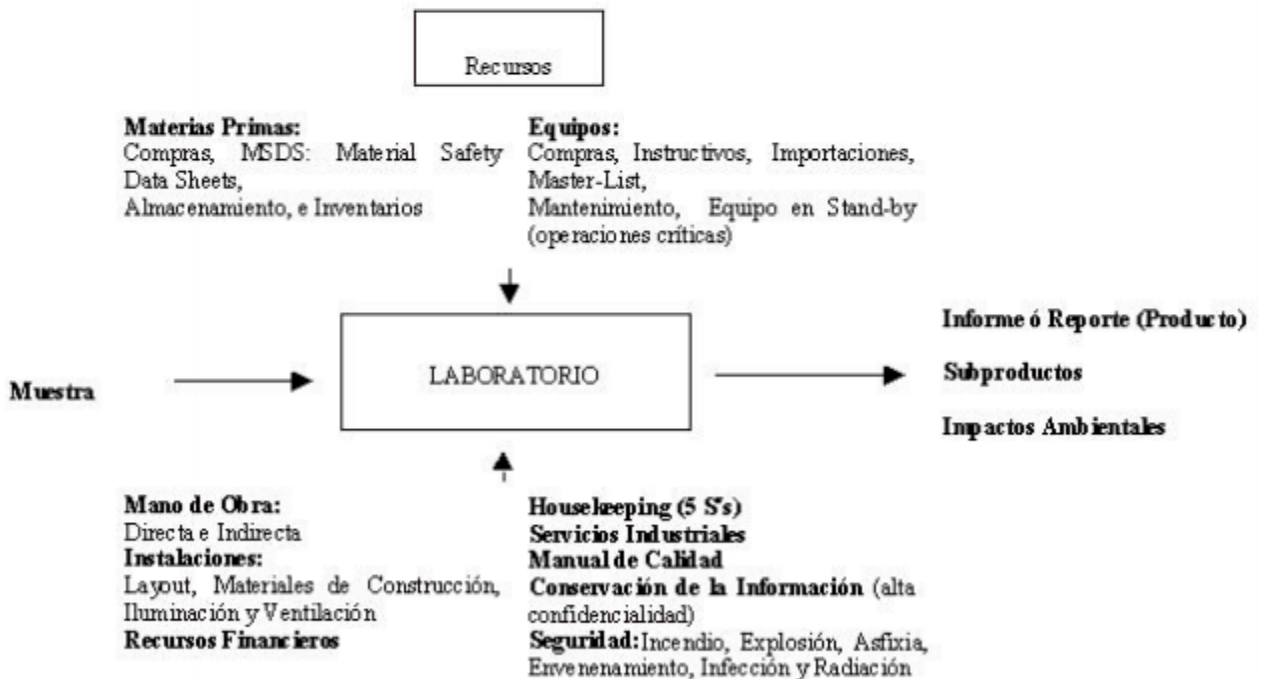 Recursos
Materias Primas:
Compras, MSDS: Material Safety
Data Sheets,
Almacenamiento, e Inventarios
Equipos:
Compras, Instructivos, Importaciones,
Master-List,
Mantenimiento, Equipo en Stand-by
(operaciones críticas)
Muestra
LABORATORIO
Informe ó Reporte (Producto)
Subproductos
Impactos Ambientales
Mano de Obra:
Directa e Indirecta
Instalaciones:
Layout, Materiales de Construcción,
Iluminación y Ventilación
Recursos Financieros
Housekeeping (5 S's)
Servicios Industriales
Manual de Calidad
Conservación de la Información (alta
confidencialidad)
Seguridad:Incendio, Explosión, Asfixia,
Envenenamiento, Infección y Radiación